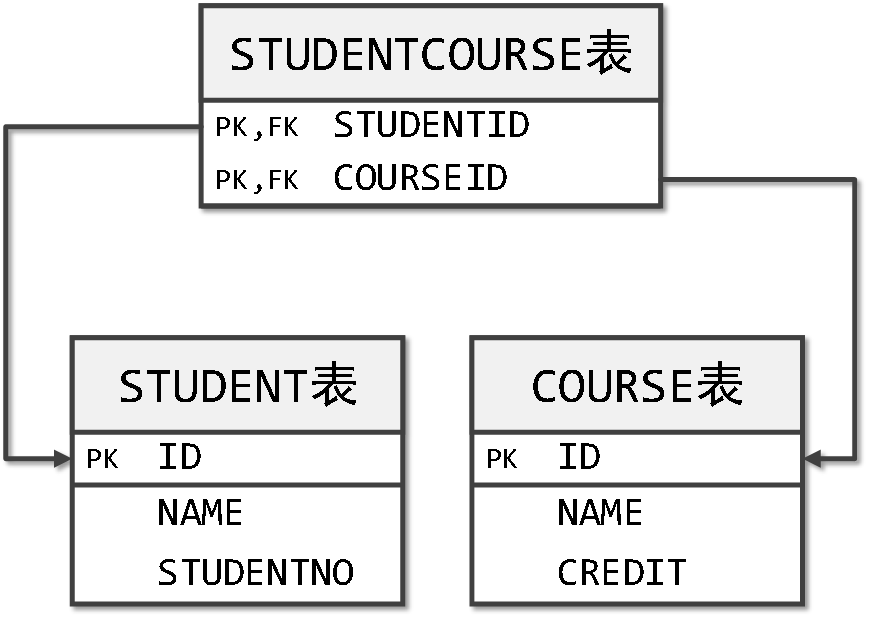 STUDENTCOURSE表
PK,FK STUDENTID
PK,FK COURSEID
STUDENT表
PK ID
NAME
STUDENTNO
COURSE表
PK ID
NAME
CREDIT